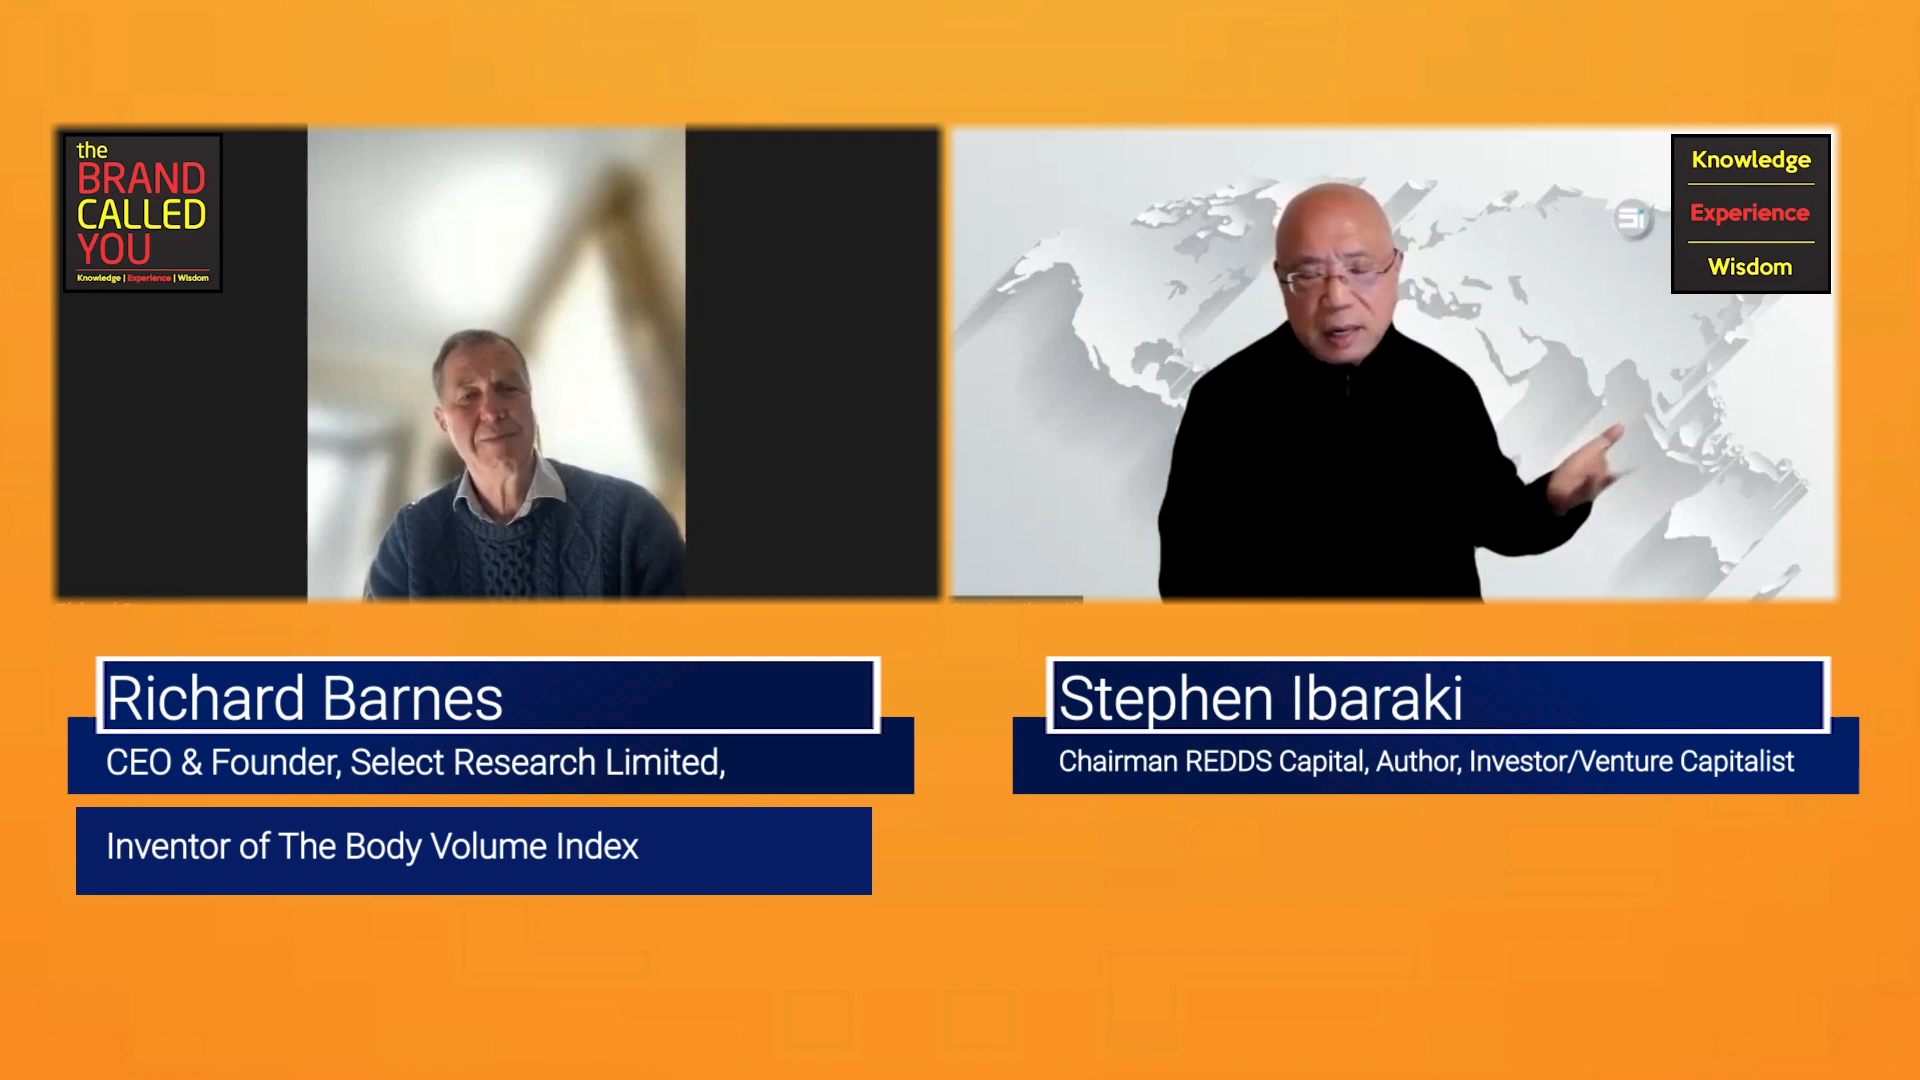 the
BRAND
CALLED
YOU
Knowledge | Experience | Wisdom
Knowledge
Experience
Wisdom
Si
Richard Barnes
CEO & Founder, Select Research Limited,
Inventor of The Body Volume Index
Stephen Ibaraki
Chairman REDDS Capital, Author, Investor/Venture Capitalist